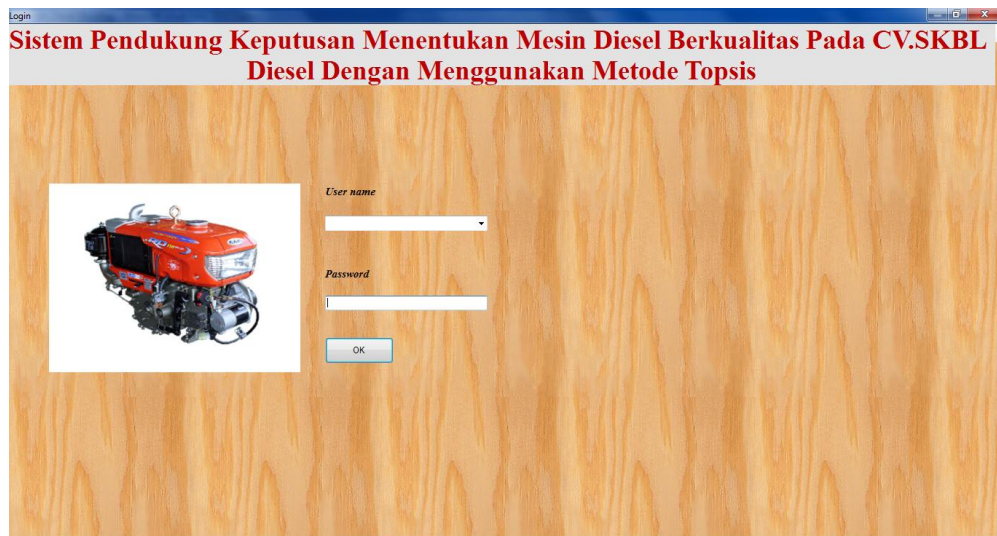 Login
Sistem Pendukung Keputusan Menentukan Mesin Diesel Berkualitas Pada CV.SKBL
Diesel Dengan Menggunakan Metode Topsis
User name
Password
OK